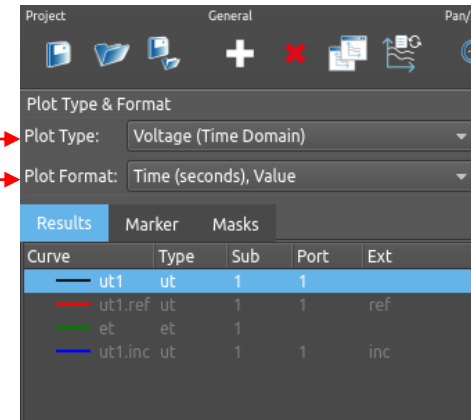 Project General Pan/
Plot Type & Format
Plot Type: Voltage (Time Domain)
Plot Format: Time (seconds), Value
Results Marker Masks
Curve Type Sub Port Ext
ut1 ut 1 1
ut1.ref ut 1 1 ref
et et 1
ut1.inc ut 1 1 inc